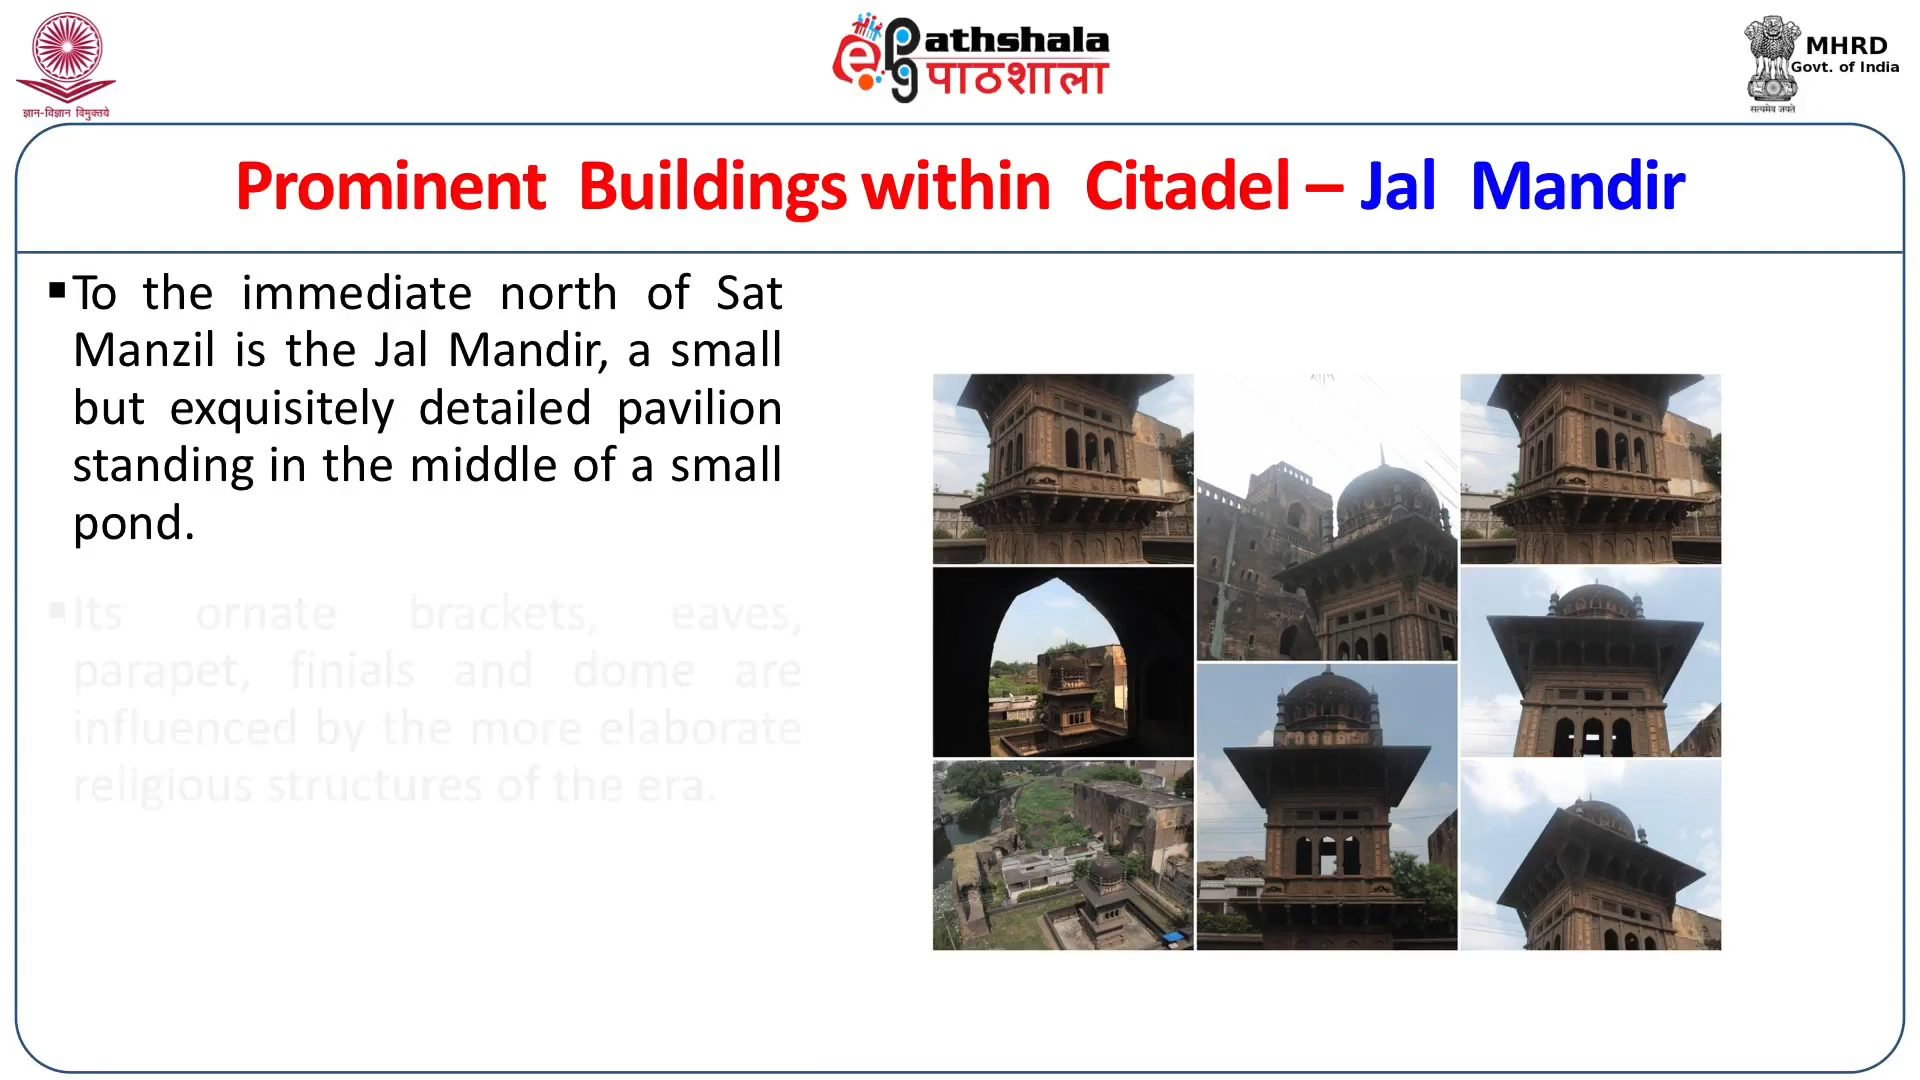 ज्ञान-विज्ञान विमुक्तये
ePg Pathshala
पाठशाला
MHRD
Govt. of India
सत्यमेव जयते
Prominent Buildings within Citadel – Jal Mandir
▪To the immediate north of Sat
Manzil is the Jal Mandir, a small
but exquisitely detailed pavilion
standing in the middle of a small
pond.
▪Its ornate brackets, eaves,
parapet, finials and dome are
influenced by the more elaborate
religious structures of the era.